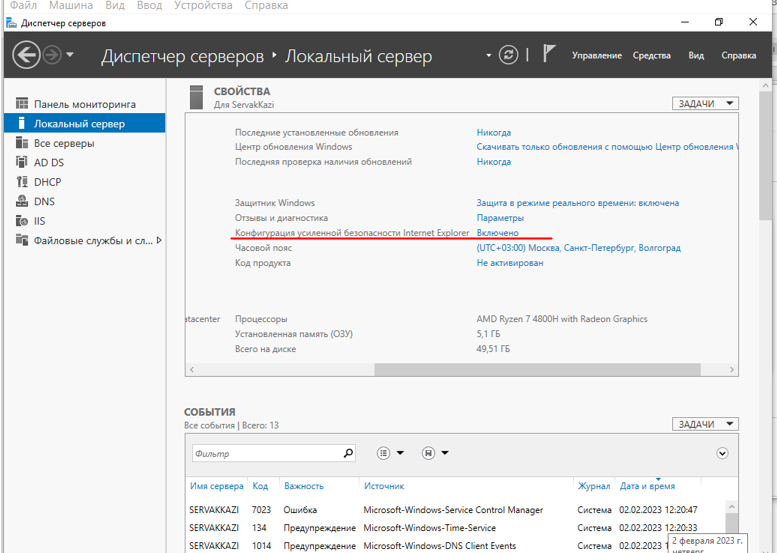 Файл Машина Вид Ввод Устройства Справка
Диспетчер серверов
Диспетчер серверов • Локальный сервер
Управление Средства Вид Справка
Панель мониторинга
Локальный сервер
Все серверы
AD DS
DHCP
DNS
IIS
Файловые службы и сл...
СВОЙСТВА
Для ServakKazi
ЗАДАЧИ
Последние установленные обновления Никогда
Центр обновления Windows Скачивать только обновления с помощью Центр обновления
Последняя проверка наличия обновлений Никогда
Защитник Windows Защита в режиме реального времени: включена
Отзывы и диагностика Параметры
Конфигурация усиленной безопасности Internet Explorer Включено
Часовой пояс (UTC+03:00) Москва, Санкт-Петербург, Волгоград
Код продукта Не активирован
atacenter Процессоры AMD Ryzen 7 4800H with Radeon Graphics
Установленная память (ОЗУ) 5,1 ГБ
Всего на диске 49,51 ГБ
СОБЫТИЯ
Все события | Всего: 13
ЗАДАЧИ
Фильтр
Имя сервера Код Важность Источник Журнал Дата и время
SERVAKKAZI 7023 Ошибка Microsoft-Windows-Service Control Manager Система 02.02.2023 12:20:47
SERVAKKAZI 134 Предупреждение Microsoft-Windows-Time-Service Система 02.02.2023 12:20:33
SERVAKKAZI 1014 Предупреждение Microsoft-Windows-DNS Client Events Система 02.02.2023 12:
2 февраля 2023 г.
четверг